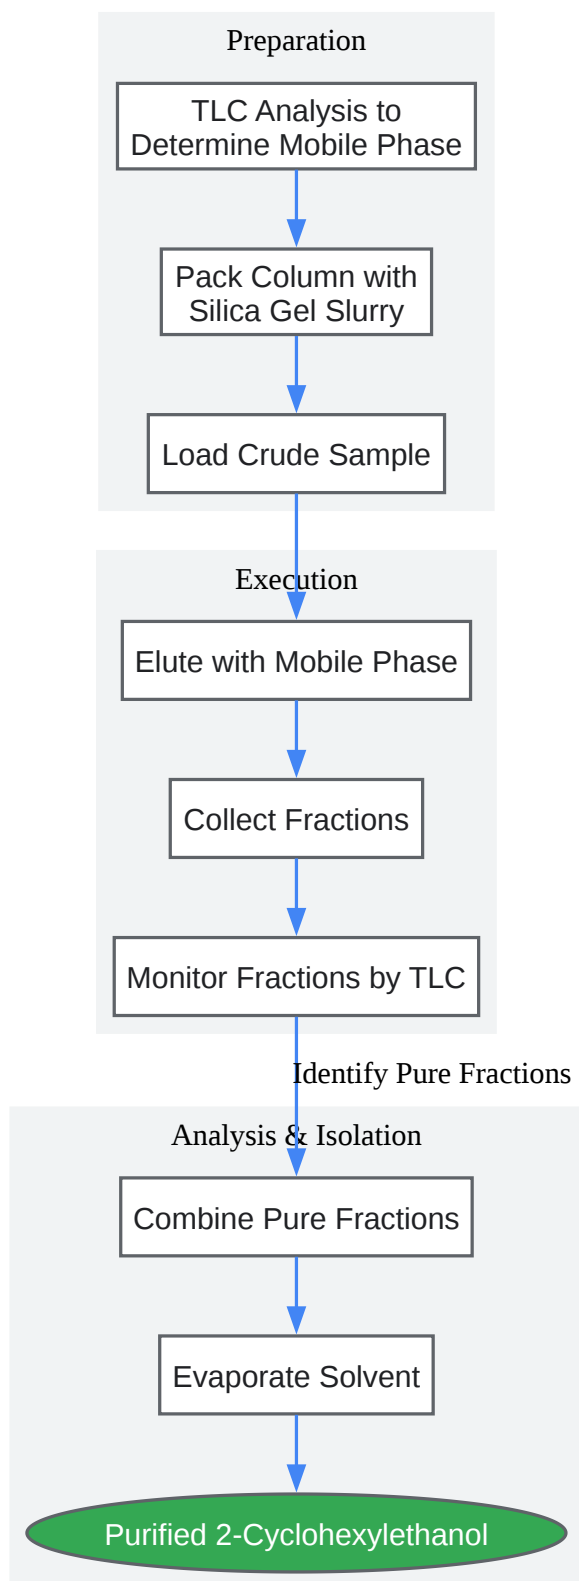 Preparation
TLC Analysis to
Determine Mobile Phase
Pack Column with
Silica Gel Slurry
Load Crude Sample
Execution
Elute with Mobile Phase
Collect Fractions
Monitor Fractions by TLC
Identify Pure Fractions
Analysis & Isolation
Combine Pure Fractions
Evaporate Solvent
Purified 2-Cyclohexylethanol